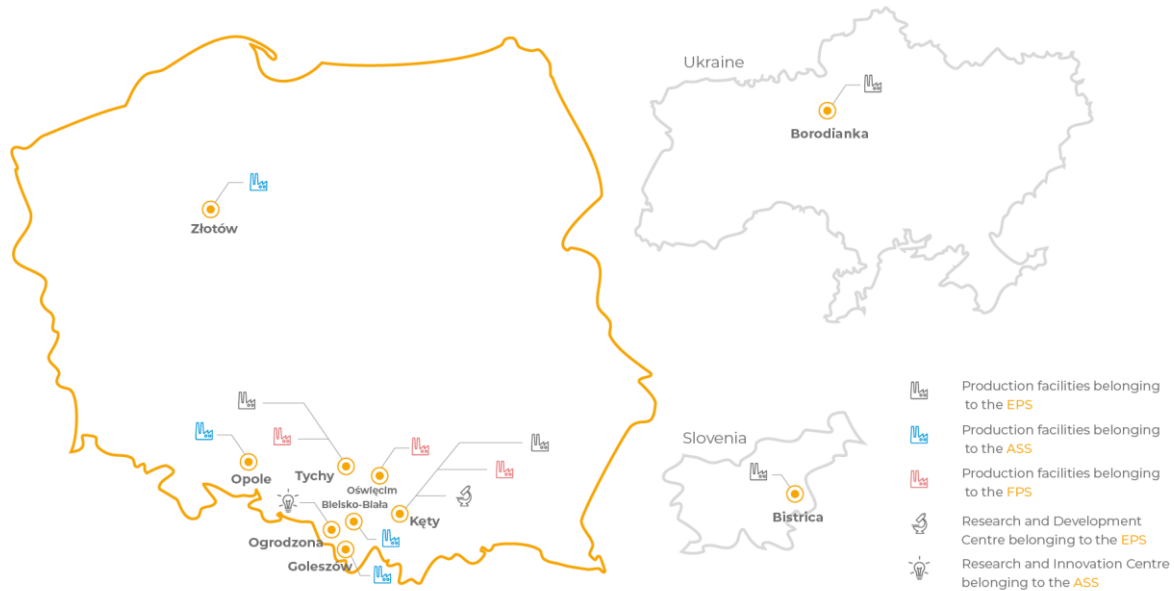 Ukraine
Borodianka
Złotów
Opole
Tychy
Oświęcim
Bielsko-Biała
Kęty
Ogrodzona
Goleszów
Slovenia
Bistrica
Production facilities belonging
to the EPS
Production facilities belonging
to the ASS
Production facilities belonging
to the FPS
Research and Development
Centre belonging to the EPS
Research and Innovation Centre
belonging to the ASS